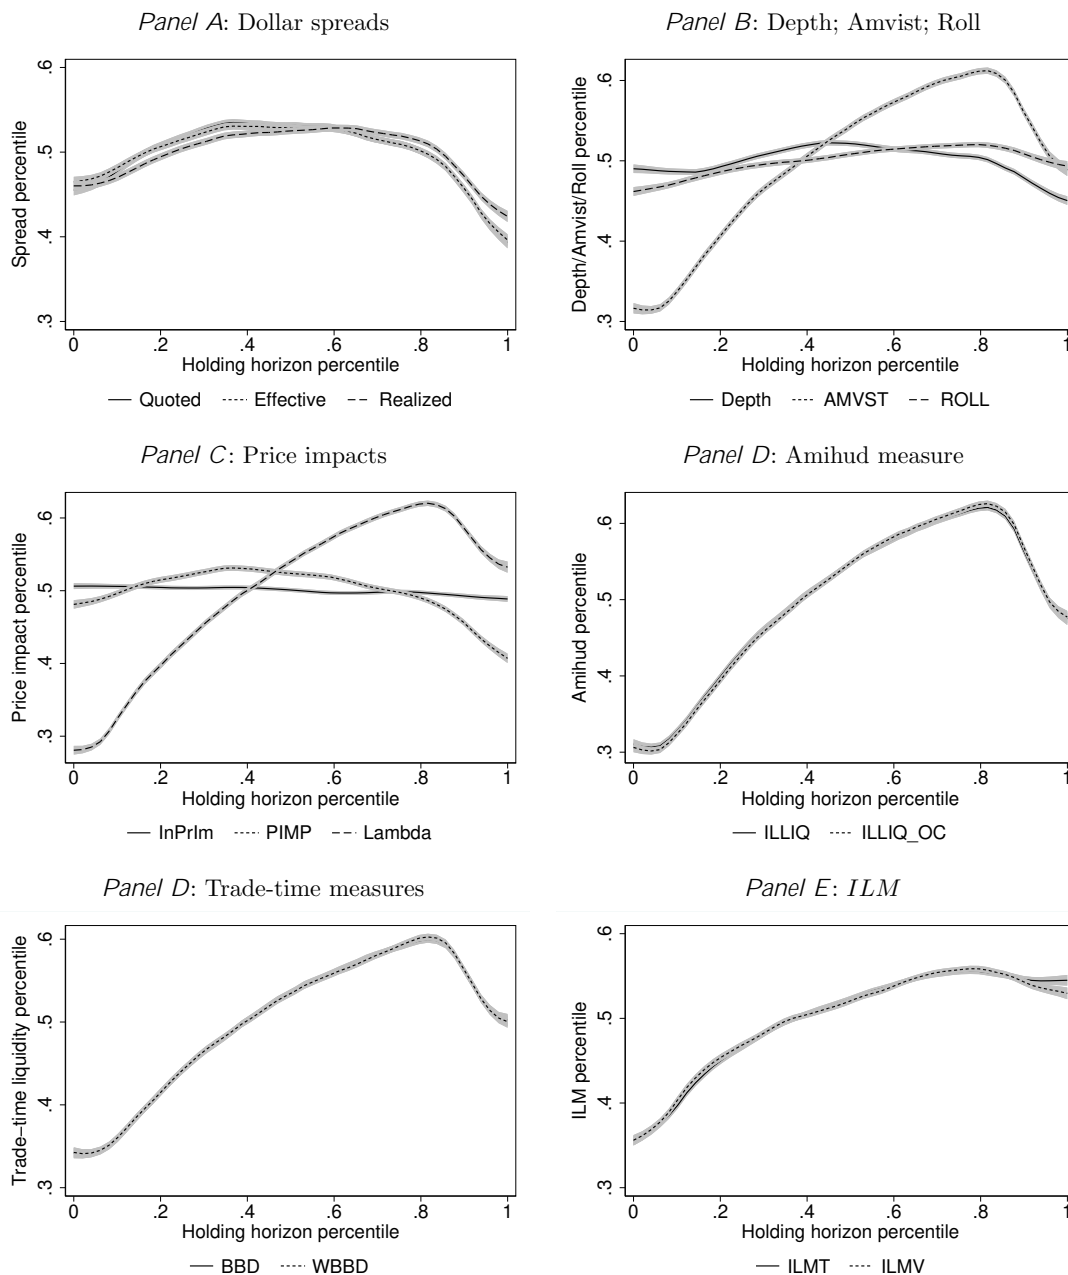 Panel A: Dollar spreads
.6
.5
.4
.3
Spread percentile
0 .2 .4 .6 .8 1
Holding horizon percentile
Quoted Effective Realized
Panel B: Depth; Amvist; Roll
.6
.5
.4
.3
Depth/Amvist/Roll percentile
0 .2 .4 .6 .8 1
Holding horizon percentile
Depth AMVST ROLL
Panel C: Price impacts
.6
.5
.4
.3
Price impact percentile
0 .2 .4 .6 .8 1
Holding horizon percentile
InPrIm PIMP Lambda
Panel D: Amihud measure
.6
.5
.4
.3
Amihud percentile
0 .2 .4 .6 .8 1
Holding horizon percentile
ILLIQ ILLIQ_OC
Panel D: Trade-time measures
.6
.5
.4
.3
Trade−time liquidity percentile
0 .2 .4 .6 .8 1
Holding horizon percentile
BBD WBBD
Panel E: ILM
.6
.5
.4
.3
ILM percentile
0 .2 .4 .6 .8 1
Holding horizon percentile
ILMT ILMV